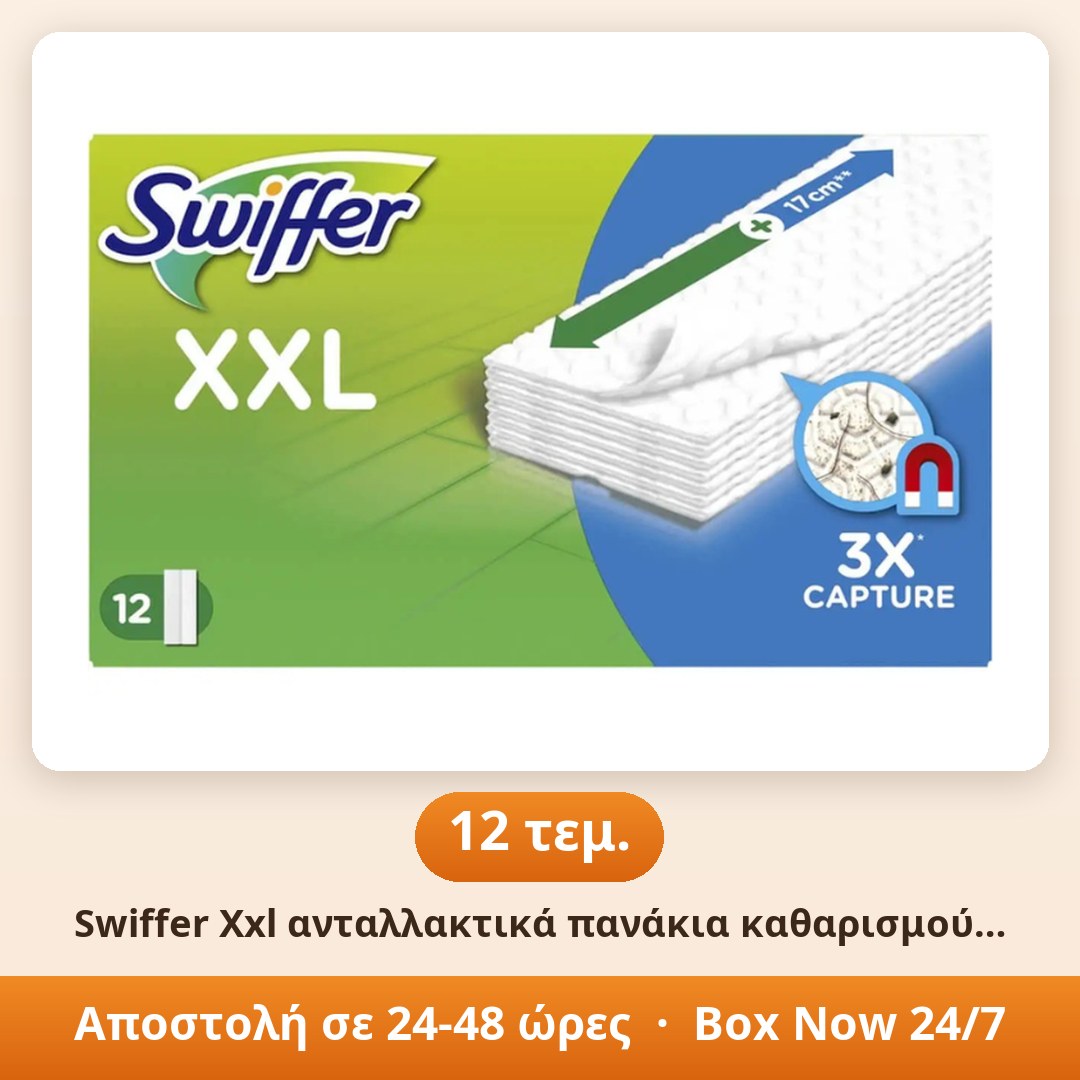 Swiffer
XXL
17cm**
12
3X*
CAPTURE
12 τεμ.
Swiffer Xxl ανταλλακτικά πανάκια καθαρισμού...
Αποστολή σε 24-48 ώρες · Box Now 24/7